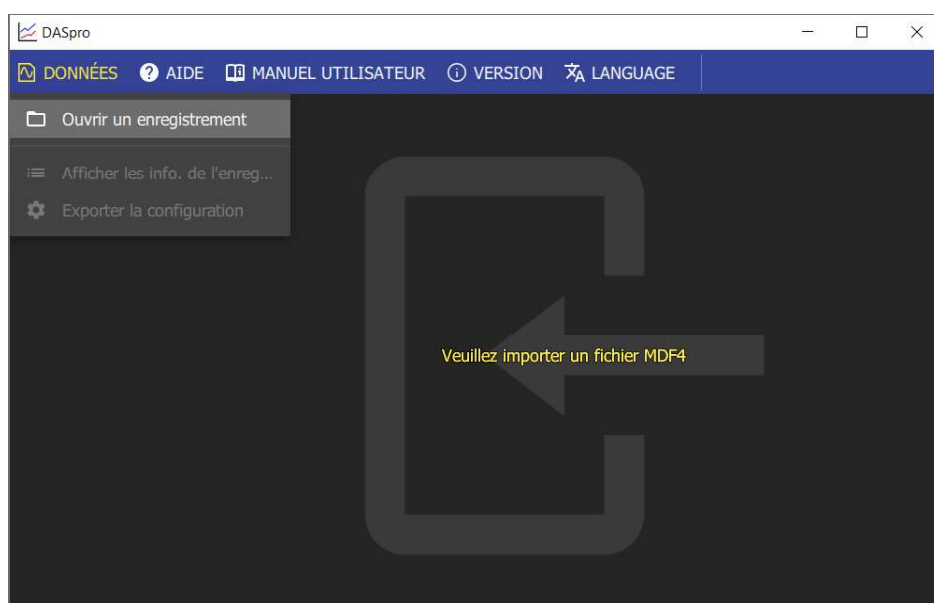 DASpro
DONNÉES AIDE MANUEL UTILISATEUR VERSION LANGUAGE
Ouvrir un enregistrement
Afficher les info. de l'enreg...
Exporter la configuration
Veuillez importer un fichier MDF4